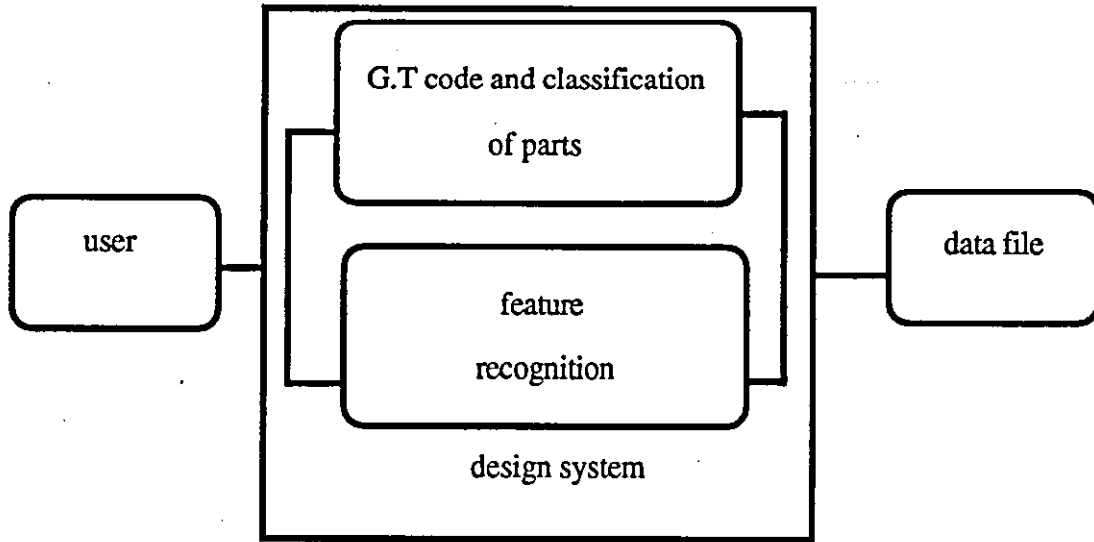 G.T code and classification
of parts
user
data file
feature
recognition
design system